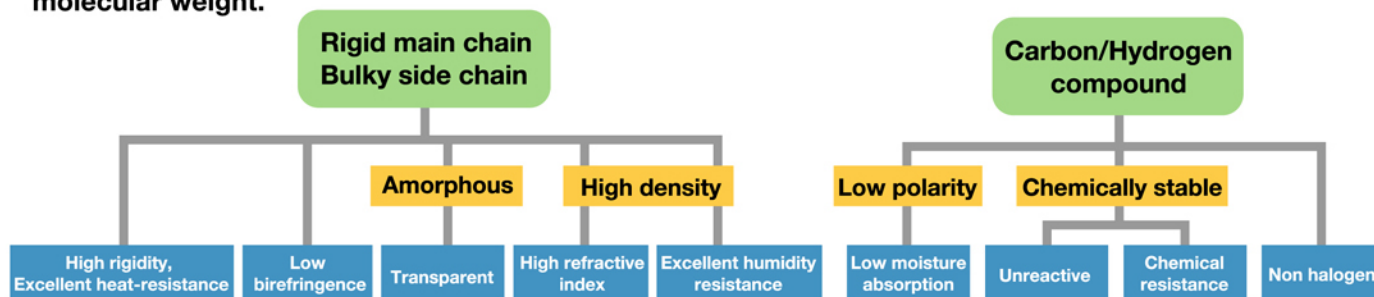 molecular weight.
Rigid main chain
Bulky side chain
Carbon/Hydrogen
compound
Amorphous
High density
Low polarity
Chemically stable
High rigidity,
Excellent heat-resistance
Low
birefringence
Transparent
High refractive
index
Excellent humidity
resistance
Low moisture
absorption
Unreactive
Chemical
resistance
Non halogen